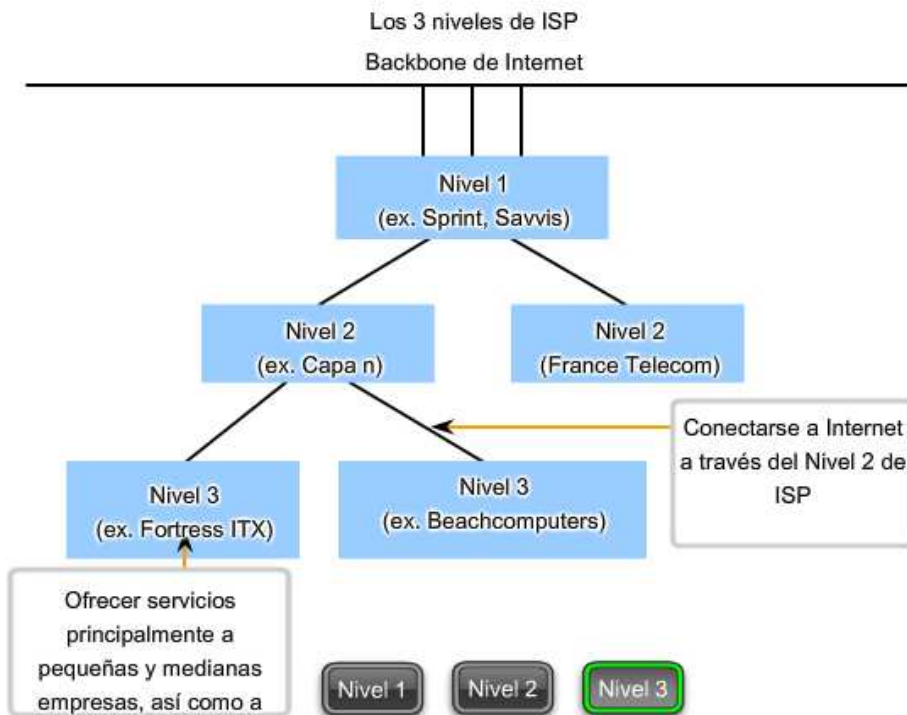 Los 3 niveles de ISP
Backbone de Internet
Nivel 1
(ex. Sprint, Savvis)
Nivel 2
(ex. Capa n)
Nivel 2
(France Telecom)
Conectarse a Internet
a través del Nivel 2 de
ISP
Nivel 3
(ex. Fortress ITX)
Nivel 3
(ex. Beachcomputers)
Ofrecer servicios
principalmente a
pequeñas y medianas
empresas, así como a
Nivel 1
Nivel 2
Nivel 3